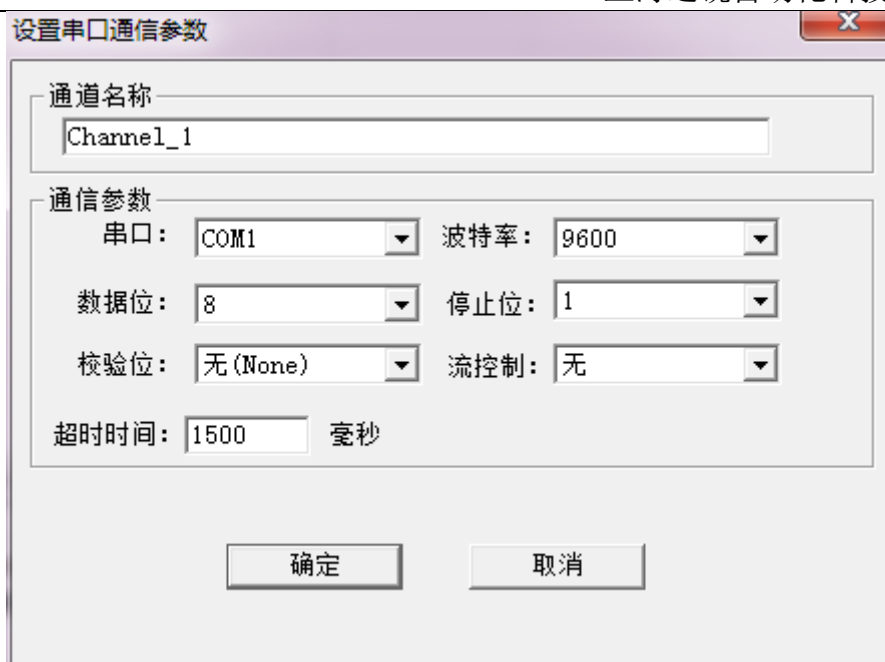 设置串口通信参数
通道名称
Channel_1
通信参数
串口： COM1 波特率： 9600
数据位： 8 停止位： 1
校验位： 无(None) 流控制： 无
超时时间： 1500 毫秒
确定 取消